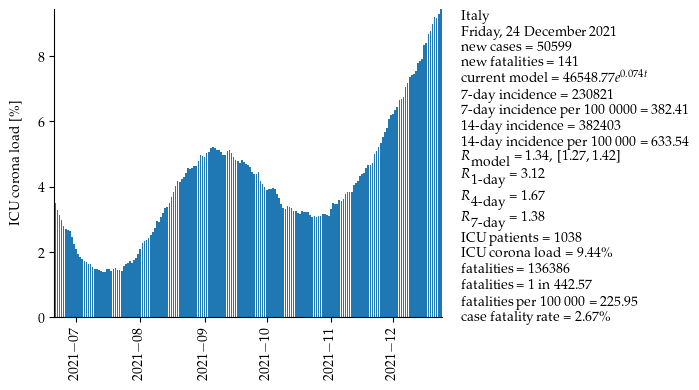 Italy
Friday, 24 December 2021
new cases = 50599
new fatalities = 141
current model = 46548.77e^0.074t
7-day incidence = 230821
7-day incidence per 100 0000 = 382.41
14-day incidence = 382403
14-day incidence per 100 000 = 633.54
R_model = 1.34, [1.27, 1.42]
R_1-day = 3.12
R_4-day = 1.67
R_7-day = 1.38
ICU patients = 1038
ICU corona load = 9.44%
fatalities = 136386
fatalities = 1 in 442.57
fatalities per 100 000 = 225.95
case fatality rate = 2.67%
ICU corona load [%]
8
6
4
2
0
2021−07
2021−08
2021−09
2021−10
2021−11
2021−12